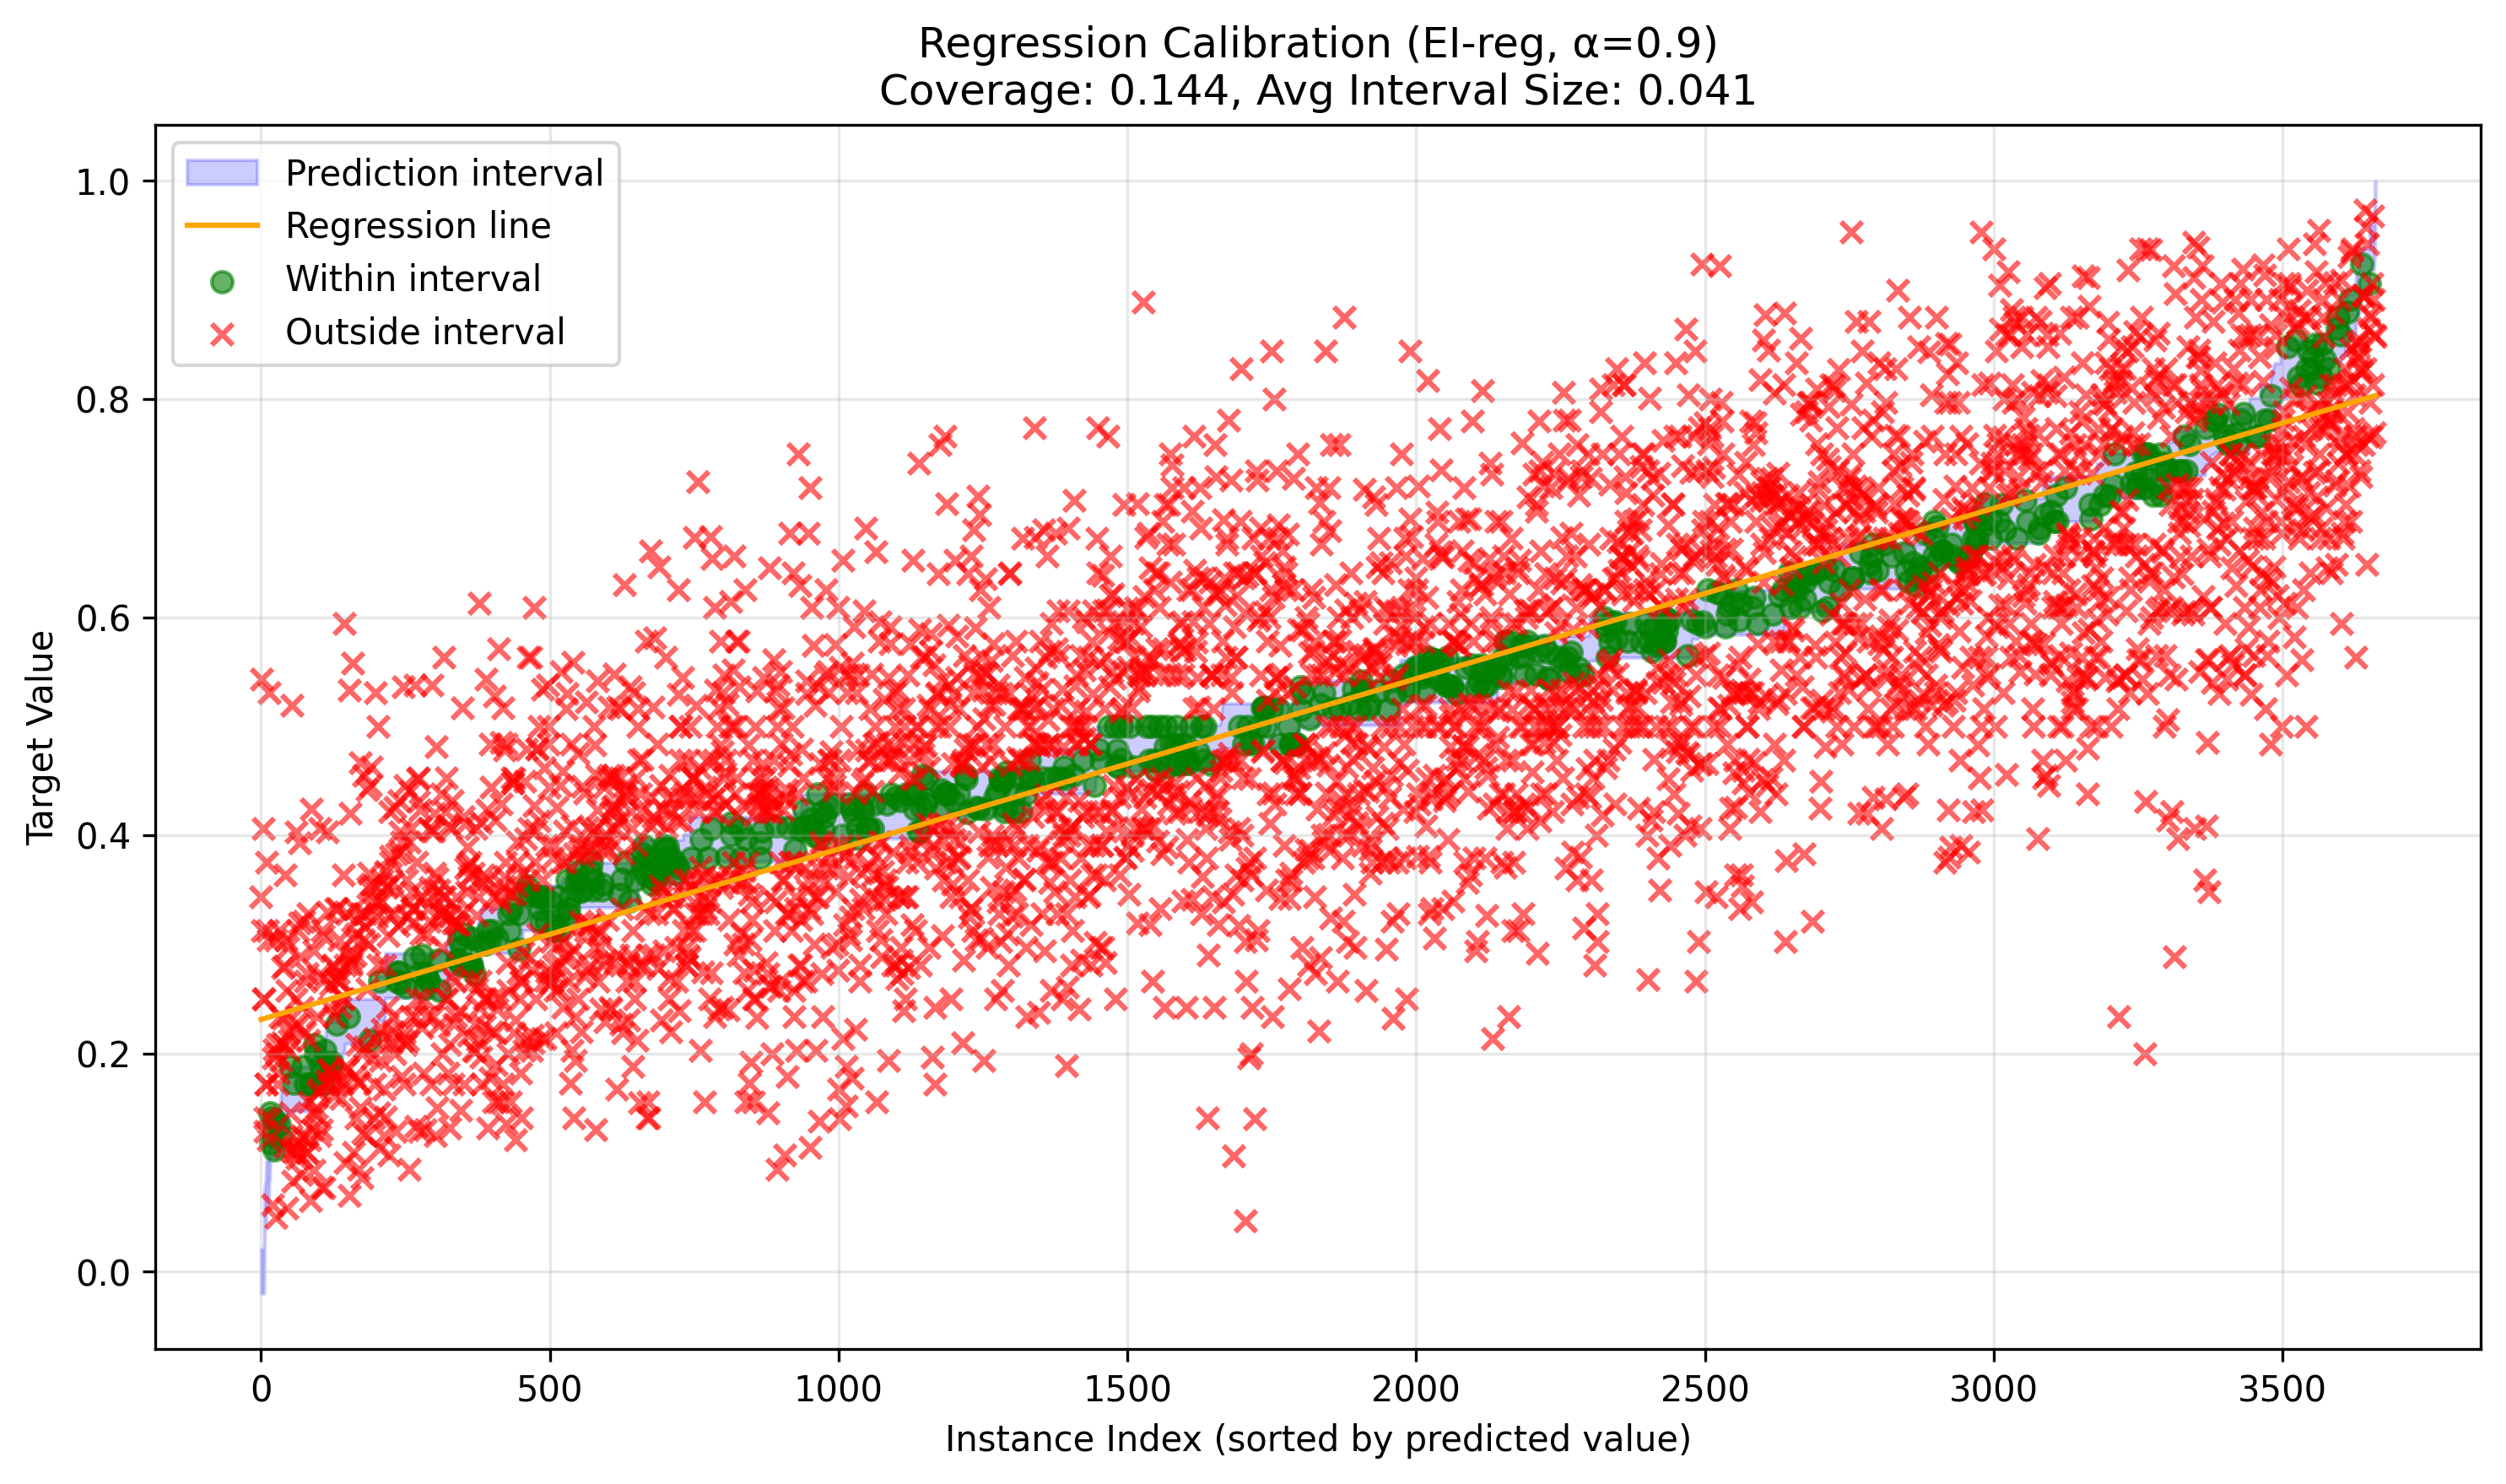 Regression Calibration (EI-reg, α=0.9)
Coverage: 0.144, Avg Interval Size: 0.041
Prediction interval
Regression line
Within interval
Outside interval
1.0
0.8
0.6
0.4
0.2
0.0
Target Value
0 500 1000 1500 2000 2500 3000 3500
Instance Index (sorted by predicted value)